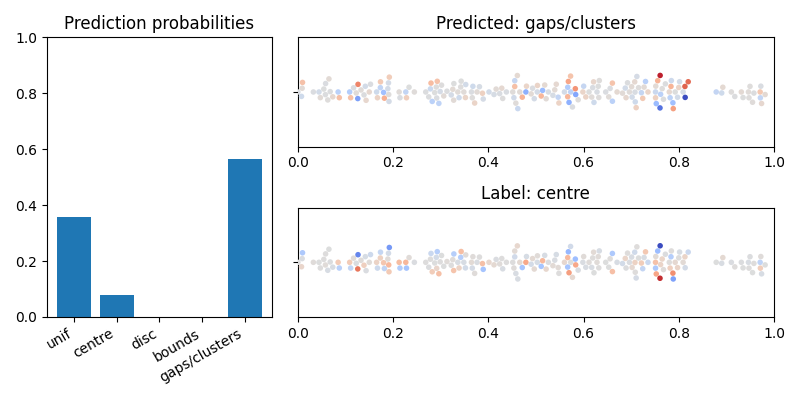 Prediction probabilities
1.0
0.8
0.6
0.4
0.2
0.0
unif
centre
disc
bounds
gaps/clusters
Predicted: gaps/clusters
0.0 0.2 0.4 0.6 0.8 1.0
Label: centre
0.0 0.2 0.4 0.6 0.8 1.0